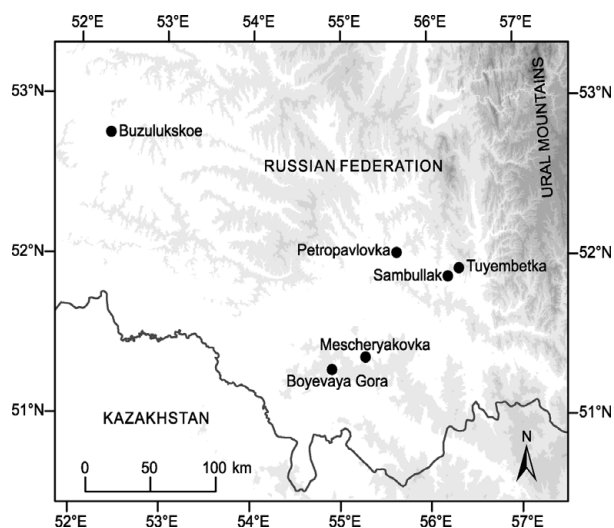 52°E 53°E 54°E 55°E 56°E 57°E
53°N 53°N
Buzulukskoe
RUSSIAN FEDERATION
URAL MOUNTAINS
52°N 52°N
Petropavlovka
Tuyembetka
Sambullak
Mescheryakovka
Boyevaya Gora
51°N 51°N
KAZAKHSTAN
N
0 50 100 km
52°E 53°E 54°E 55°E 56°E 57°E